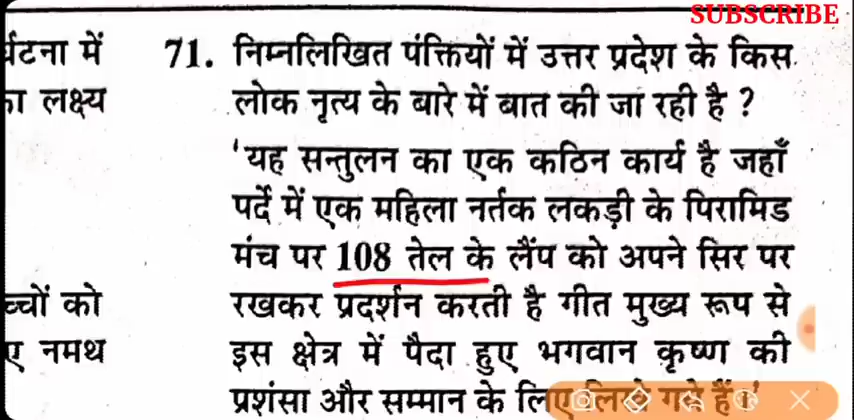 SUBSCRIBE
र्घटना में
ा लक्ष्य
च्चों को
ए नमथ
71. निम्नलिखित पंक्तियों में उत्तर प्रदेश के किस
लोक नृत्य के बारे में बात की जा रही है ?
'यह सन्तुलन का एक कठिन कार्य है जहाँ
पर्दे में एक महिला नर्तक लकड़ी के पिरामिड
मंच पर 108 तेल के लैंप को अपने सिर पर
रखकर प्रदर्शन करती है गीत मुख्य रूप से
इस क्षेत्र में पैदा हुए भगवान कृष्ण की
प्रशंसा और सम्मान के लिए लिखे गये हैं।'